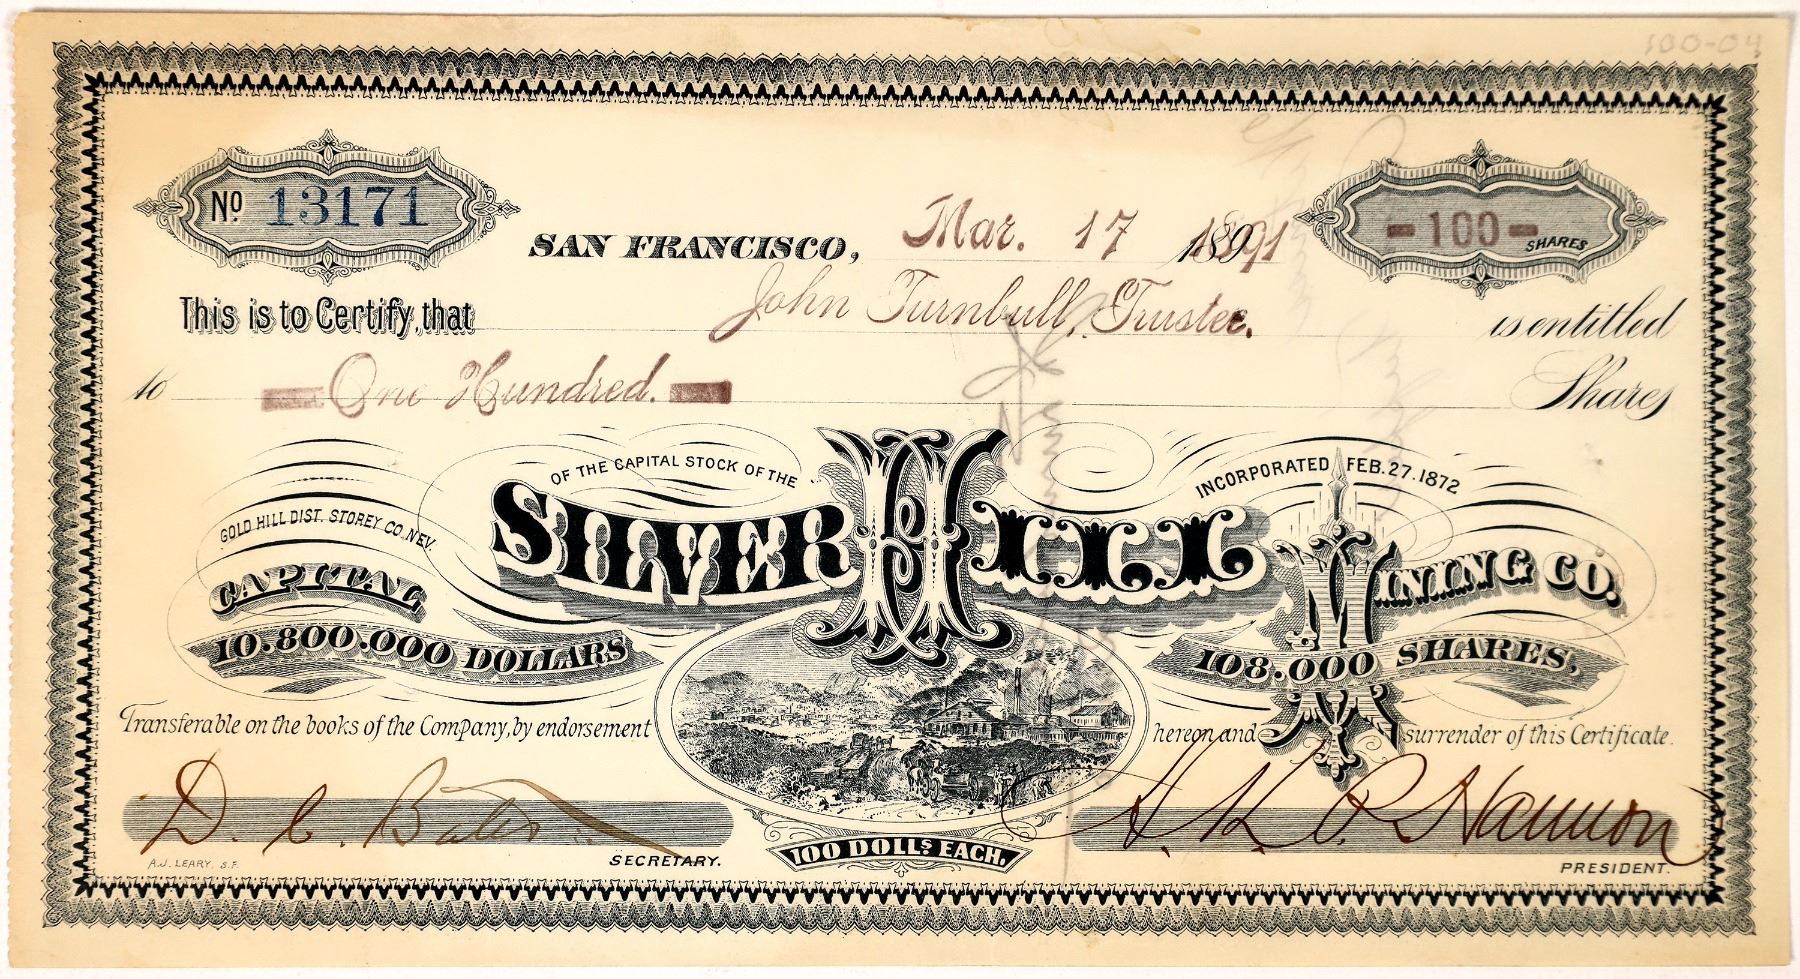 100-04
No 13171
- 100 - SHARES
SAN FRANCISCO, Mar. 17 1891
This is to Certify, that John Turnbull, Trustee. is entitled
to One Hundred. Shares
OF THE CAPITAL STOCK OF THE
INCORPORATED FEB. 27. 1872
GOLD HILL DIST. STOREY CO. NEV.
SILVER HILL MINING CO.
CAPITAL
10.800.000 DOLLARS
108.000 SHARES,
Transferable on the books of the Company, by endorsement hereon and surrender of this Certificate.
D. C. Bates
SECRETARY.
100 DOLLS EACH.
PRESIDENT.
A.J. LEARY. S.F.